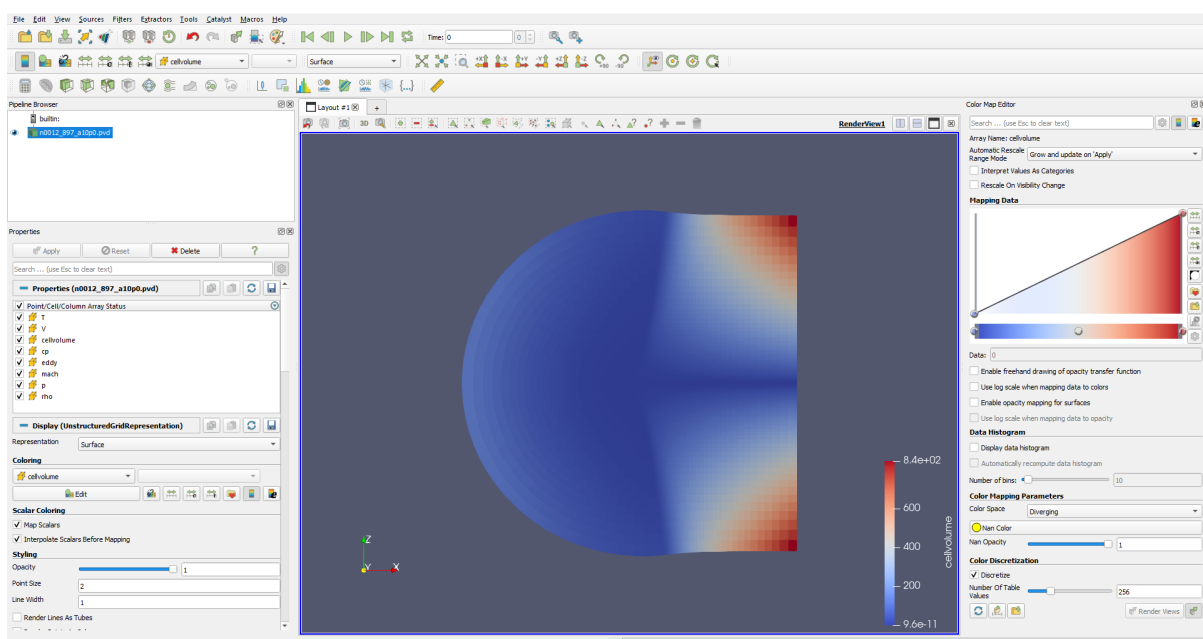 File Edit View Sources Filters Extractors Tools Catalyst Macros Help
Time: 0 0
cellvolume Surface
Pipeline Browser
builtin:
n0012_897_a10p0.pvd
Properties
Apply Reset Delete ?
Search ... (use Esc to clear text)
Properties (n0012_897_a10p0.pvd)
Point/Cell/Column Array Status
T
V
cellvolume
cp
eddy
mach
p
rho
Display (UnstructuredGridRepresentation)
Representation Surface
Coloring
cellvolume
Edit
Scalar Coloring
Map Scalars
Interpolate Scalars Before Mapping
Styling
Opacity 1
Point Size 2
Line Width 1
Render Lines As Tubes
Layout #1 +
3D RenderView1
8.4e+02
600
400
200
9.6e-11
cellvolume
Z
Y X
Color Map Editor
Search ... (use Esc to clear text)
Array Name: cellvolume
Automatic Rescale
Range Mode Grow and update on 'Apply'
Interpret Values As Categories
Rescale On Visibility Change
Mapping Data
Data: 0
Enable freehand drawing of opacity transfer function
Use log scale when mapping data to colors
Enable opacity mapping for surfaces
Use log scale when mapping data to opacity
Data Histogram
Display data histogram
Automatically recompute data histogram
Number of bins: 10
Color Mapping Parameters
Color Space Diverging
Nan Color
Nan Opacity 1
Color Discretization
Discretize
Number Of Table
Values 256
Render Views